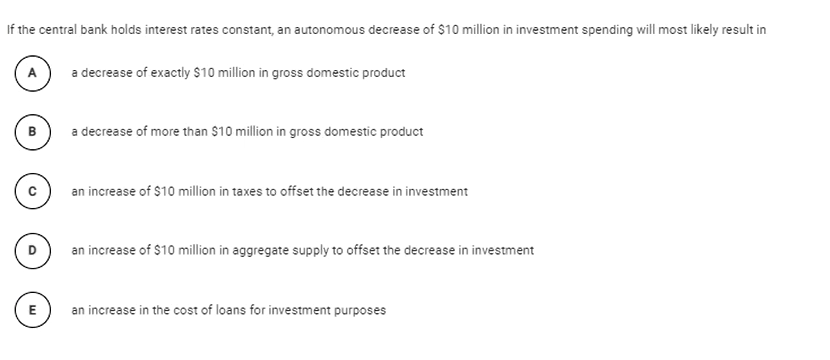 If the central bank holds interest rates constant, an autonomous decrease of $10 million in investment spending will most likely result in
A a decrease of exactly $10 million in gross domestic product
B a decrease of more than $10 million in gross domestic product
C an increase of $10 million in taxes to offset the decrease in investment
D an increase of $10 million in aggregate supply to offset the decrease in investment
E an increase in the cost of loans for investment purposes